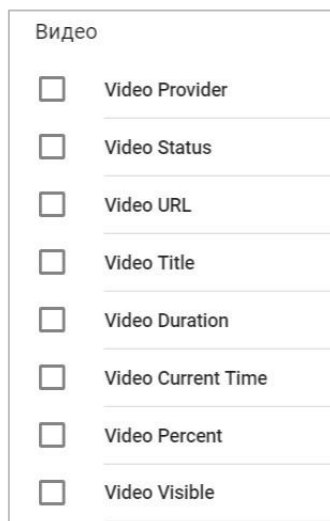 Видео
Video Provider
Video Status
Video URL
Video Title
Video Duration
Video Current Time
Video Percent
Video Visible